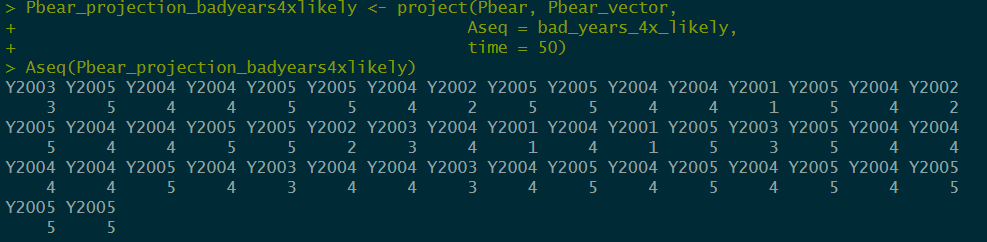 > Pbear_projection_badyears4xlikely <- project(Pbear, Pbear_vector,
+ Aseq = bad_years_4x_likely,
+ time = 50)
> Aseq(Pbear_projection_badyears4xlikely)
Y2003 Y2005 Y2004 Y2004 Y2005 Y2005 Y2004 Y2002 Y2005 Y2005 Y2004 Y2004 Y2001 Y2005 Y2004 Y2002
3 5 4 4 5 5 4 2 5 5 4 4 1 5 4 2
Y2005 Y2004 Y2004 Y2005 Y2005 Y2002 Y2003 Y2004 Y2001 Y2004 Y2001 Y2005 Y2003 Y2005 Y2004 Y2004
5 4 4 5 5 2 3 4 1 4 1 5 3 5 4 4
Y2004 Y2004 Y2005 Y2004 Y2003 Y2004 Y2004 Y2003 Y2004 Y2005 Y2004 Y2005 Y2004 Y2005 Y2004 Y2005
4 4 5 4 3 4 4 3 4 5 4 5 4 5 4 5
Y2005 Y2005
5 5